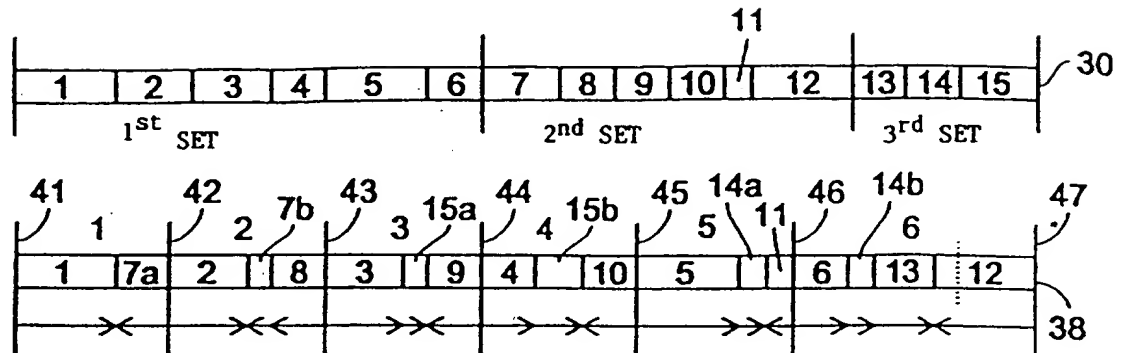 11
1 2 3 4 5 6 7 8 9 10 12 13 14 15 30
1st SET 2nd SET 3rd SET
41 42 7b 43 15a 44 15b 45 14a 11 46 14b 47
1 2 3 4 5 6
1 7a 2 8 3 9 4 10 5 6 13 12
38